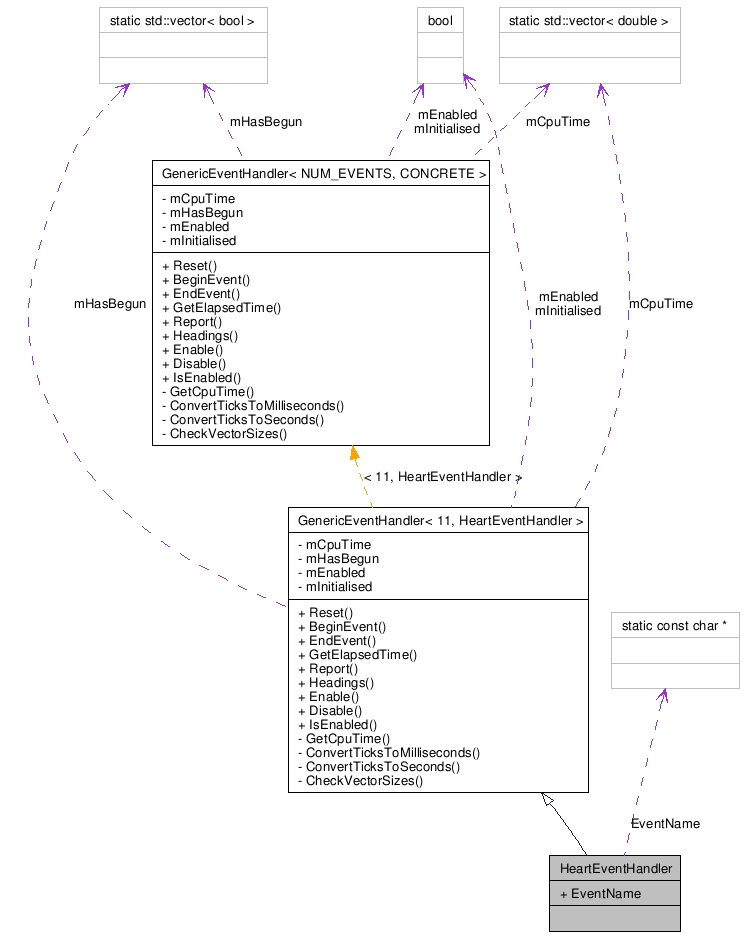 static std::vector< bool >
bool
static std::vector< double >
mHasBegun
mEnabled
mInitialised
mCpuTime
GenericEventHandler< NUM_EVENTS, CONCRETE >
- mCpuTime
- mHasBegun
- mEnabled
- mInitialised
+ Reset()
+ BeginEvent()
+ EndEvent()
+ GetElapsedTime()
+ Report()
+ Headings()
+ Enable()
+ Disable()
+ IsEnabled()
- GetCpuTime()
- ConvertTicksToMilliseconds()
- ConvertTicksToSeconds()
- CheckVectorSizes()
mHasBegun
mEnabled
mInitialised
mCpuTime
< 11, HeartEventHandler >
GenericEventHandler< 11, HeartEventHandler >
- mCpuTime
- mHasBegun
- mEnabled
- mInitialised
+ Reset()
+ BeginEvent()
+ EndEvent()
+ GetElapsedTime()
+ Report()
+ Headings()
+ Enable()
+ Disable()
+ IsEnabled()
- GetCpuTime()
- ConvertTicksToMilliseconds()
- ConvertTicksToSeconds()
- CheckVectorSizes()
static const char *
EventName
HeartEventHandler
+ EventName